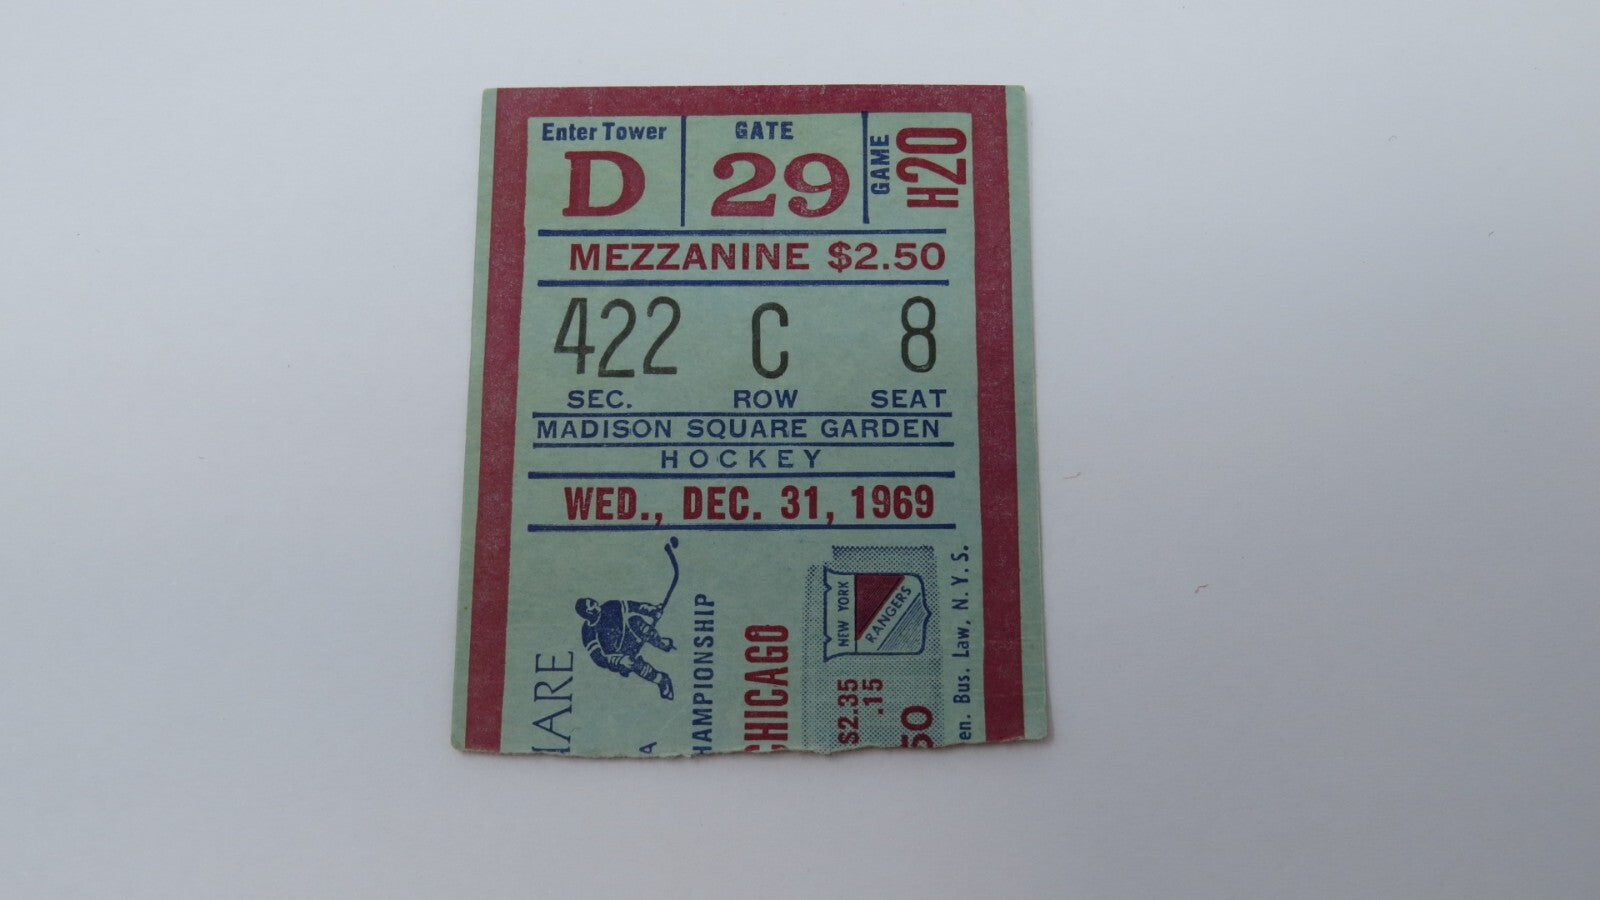 Enter Tower
D
GATE
29
GAME
H20
MEZZANINE $2.50
422 C 8
SEC. ROW SEAT
MADISON SQUARE GARDEN
HOCKEY
WED., DEC. 31, 1969
HARE
A
HAMPIONSHIP
CHICAGO
NEW YORK
RANGERS
$2.35
.15
50
en. Bus. Law, N.Y.S.